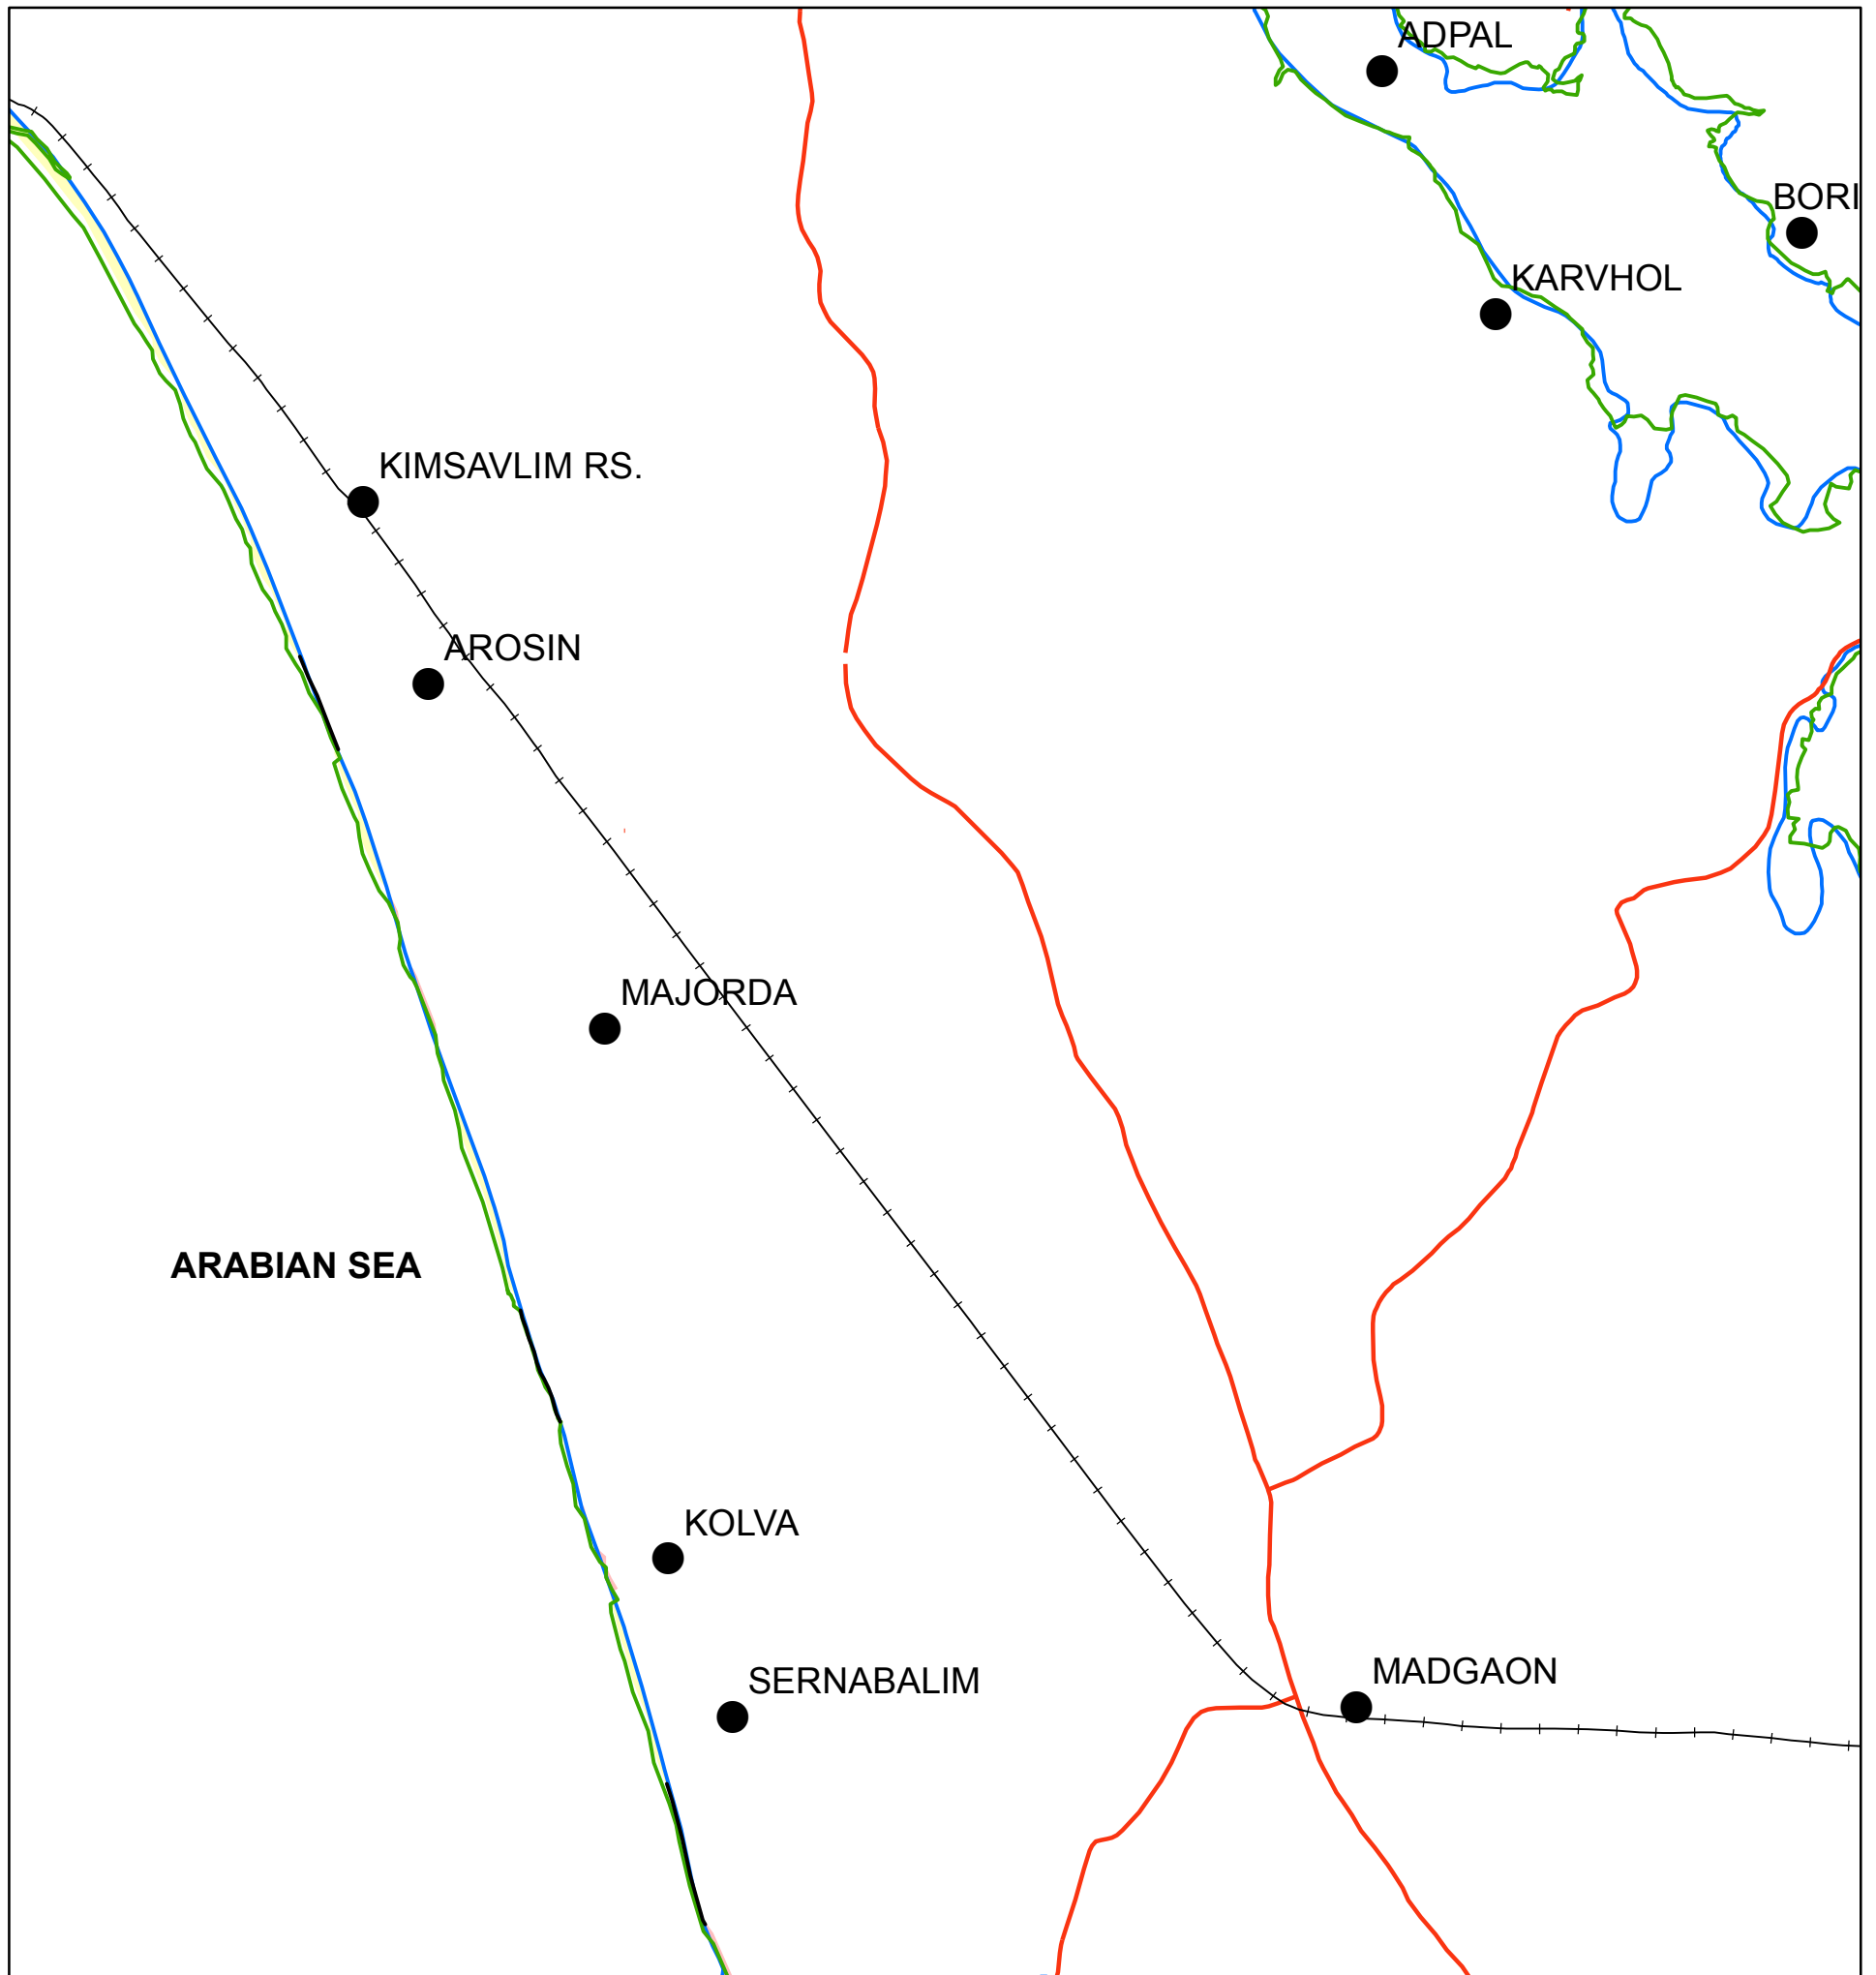 ADPAL
BORI
KARVHOL
KIMSAVLIM RS.
AROSIN
MAJORDA
ARABIAN SEA
KOLVA
SERNABALIM
MADGAON